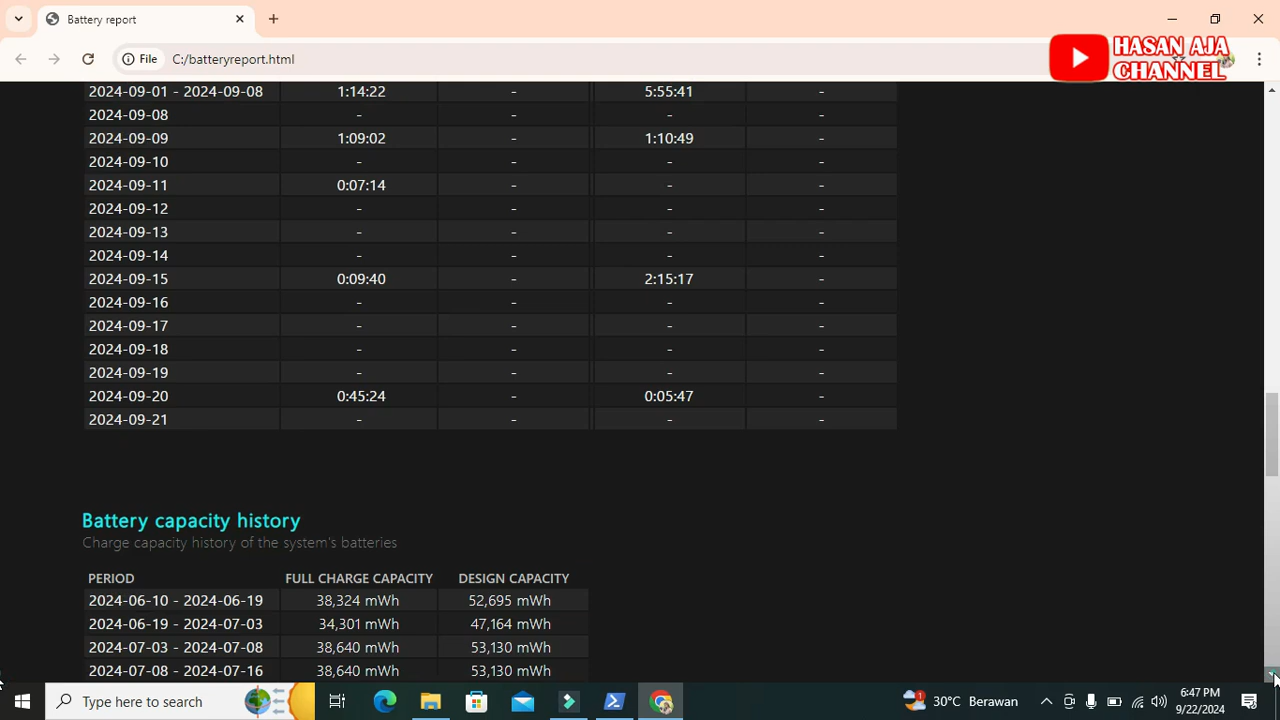 Battery report
File C:/batteryreport.html
HASAN AJA
CHANNEL
2024-09-01 - 2024-09-08 1:14:22 - 5:55:41 -
2024-09-08 - - - -
2024-09-09 1:09:02 - 1:10:49 -
2024-09-10 - - - -
2024-09-11 0:07:14 - - -
2024-09-12 - - - -
2024-09-13 - - - -
2024-09-14 - - - -
2024-09-15 0:09:40 - 2:15:17 -
2024-09-16 - - - -
2024-09-17 - - - -
2024-09-18 - - - -
2024-09-19 - - - -
2024-09-20 0:45:24 - 0:05:47 -
2024-09-21 - - - -
Battery capacity history
Charge capacity history of the system's batteries
PERIOD FULL CHARGE CAPACITY DESIGN CAPACITY
2024-06-10 - 2024-06-19 38,324 mWh 52,695 mWh
2024-06-19 - 2024-07-03 34,301 mWh 47,164 mWh
2024-07-03 - 2024-07-08 38,640 mWh 53,130 mWh
2024-07-08 - 2024-07-16 38,640 mWh 53,130 mWh
Type here to search
1
30°C Berawan
6:47 PM
9/22/2024